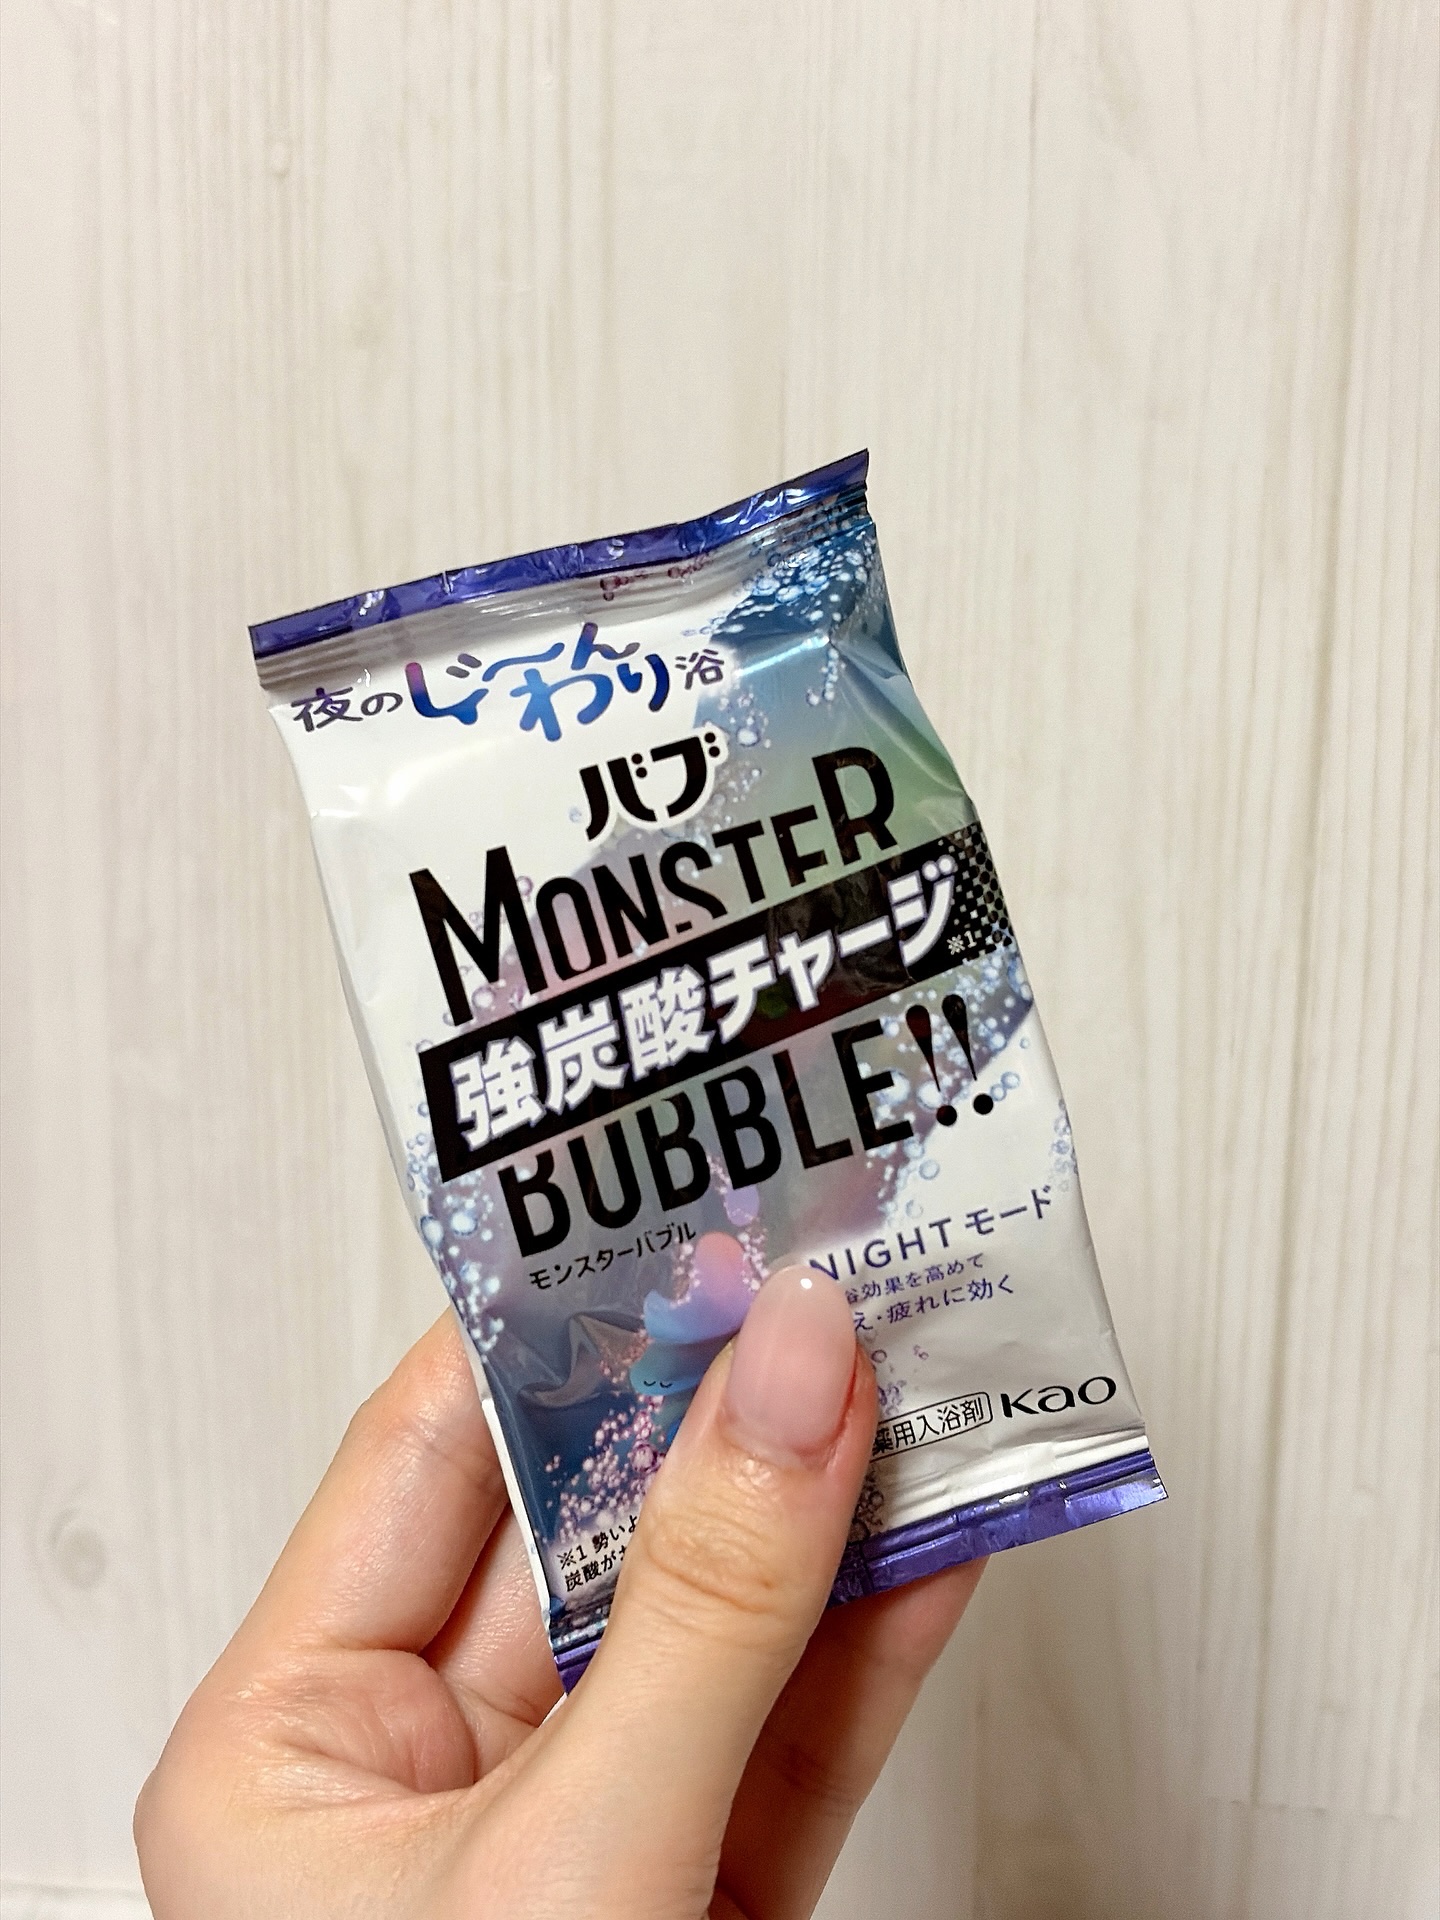 夜のじ〜んわり浴
バブ
MONSTER
強炭酸チャージ※1
BUBBLE!!
モンスターバブル
NIGHTモード
浴効果を高めて
え・疲れに効く
薬用入浴剤 Kao
※1 勢いよ
炭酸が